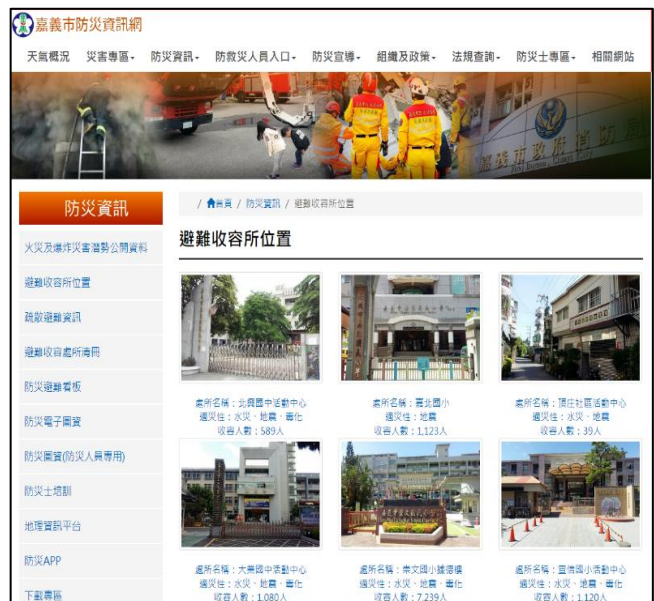 嘉義市防災資訊網
天氣概況 災害專區 防災資訊 防救災人員入口 防災宣導 組織及政策 法規查詢 防災士專區 相關網站
嘉義市政府消防局
防災資訊
火災及爆炸災害潛勢公開資料
避難收容所位置
疏散避難資訊
避難收容處所清冊
防災避難看板
防災電子圖資
防災圖資(防災人員專用)
防災士培訓
地理資訊平台
防災APP
下載專區
/ 首頁 / 防災資訊 / 避難收容所位置
避難收容所位置
處所名稱：北興國中活動中心
適災性：水災、地震、毒化
收容人數：589人
處所名稱：嘉北國小
適災性：地震
收容人數：1,123人
處所名稱：頂庄社區活動中心
適災性：水災、地震
收容人數：39人
處所名稱：大業國中活動中心
適災性：水災、地震、毒化
收容人數：1,080人
處所名稱：崇文國小據德樓
適災性：水災、地震、毒化
收容人數：7,239人
處所名稱：宣信國小活動中心
適災性：水災、地震、毒化
收容人數：1,120人